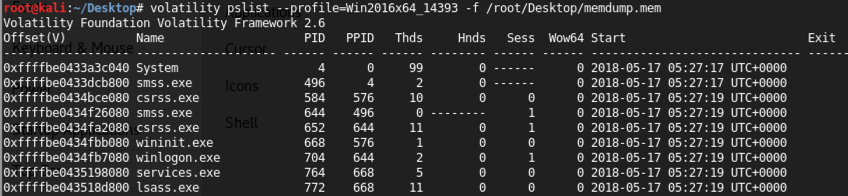 root@kali:~/Desktop# volatility pslist --profile=Win2016x64_14393 -f /root/Desktop/memdump.mem
Volatility Foundation Volatility Framework 2.6
Offset(V) Name PID PPID Thds Hnds Sess Wow64 Start Exit
0xffffbe0433a3c040 System 4 0 99 0 ------ 0 2018-05-17 05:27:17 UTC+0000
0xffffbe0433dcb800 smss.exe 496 4 2 0 ------ 0 2018-05-17 05:27:17 UTC+0000
0xffffbe0434bce080 csrss.exe 584 576 10 0 0 0 2018-05-17 05:27:19 UTC+0000
0xffffbe0434f26080 smss.exe 644 496 0 -------- 1 0 2018-05-17 05:27:19 UTC+0000
0xffffbe0434fa2080 csrss.exe 652 644 11 0 1 0 2018-05-17 05:27:19 UTC+0000
0xffffbe0434fbb080 wininit.exe 668 576 1 0 0 0 2018-05-17 05:27:19 UTC+0000
0xffffbe0434fb7080 winlogon.exe 704 644 2 0 1 0 2018-05-17 05:27:19 UTC+0000
0xffffbe0435198080 services.exe 764 668 5 0 0 0 2018-05-17 05:27:19 UTC+0000
0xffffbe043518d800 lsass.exe 772 668 11 0 0 0 2018-05-17 05:27:19 UTC+0000
Keyboard & Mouse
Cursor
Icons
Shell